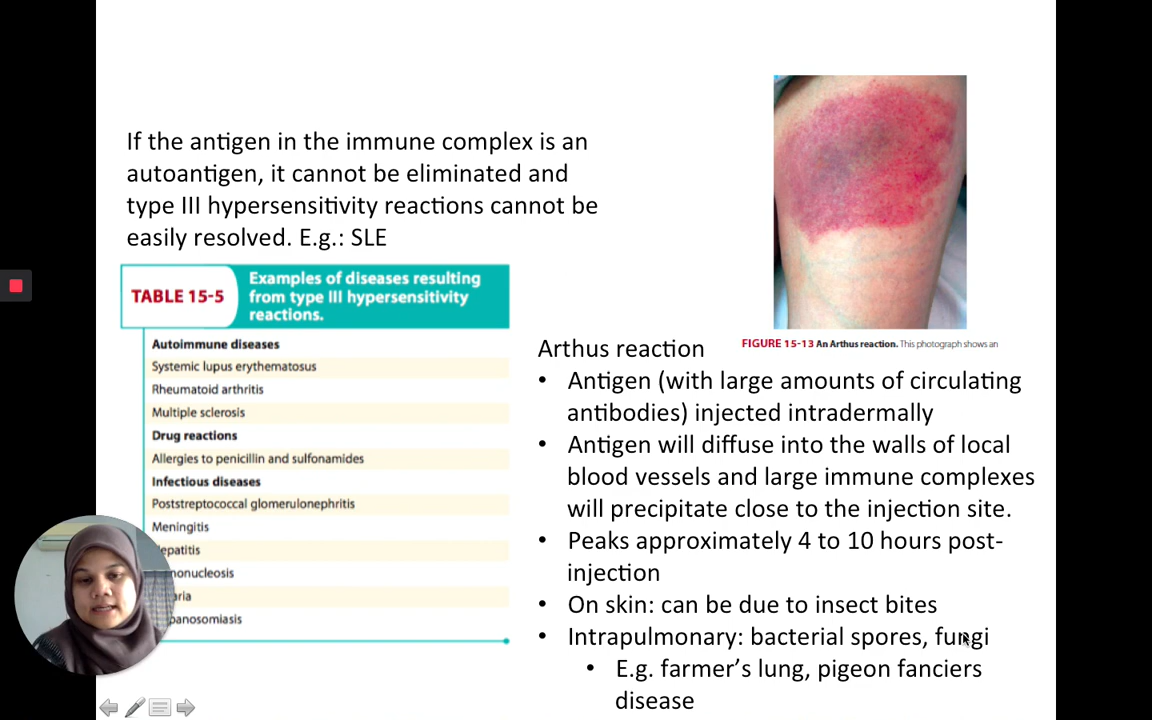 If the antigen in the immune complex is an
autoantigen, it cannot be eliminated and
type III hypersensitivity reactions cannot be
easily resolved. E.g.: SLE
TABLE 15-5
Examples of diseases resulting
from type III hypersensitivity
reactions.
Autoimmune diseases
Systemic lupus erythematosus
Rheumatoid arthritis
Multiple sclerosis
Drug reactions
Allergies to penicillin and sulfonamides
Infectious diseases
Poststreptococcal glomerulonephritis
Meningitis
FIGURE 15-13 An Arthus reaction. This photograph shows an
Arthus reaction
• Antigen (with large amounts of circulating
antibodies) injected intradermally
• Antigen will diffuse into the walls of local
blood vessels and large immune complexes
will precipitate close to the injection site.
• Peaks approximately 4 to 10 hours post-
injection
• On skin: can be due to insect bites
• Intrapulmonary: bacterial spores, fungi
• E.g. farmer's lung, pigeon fanciers
disease